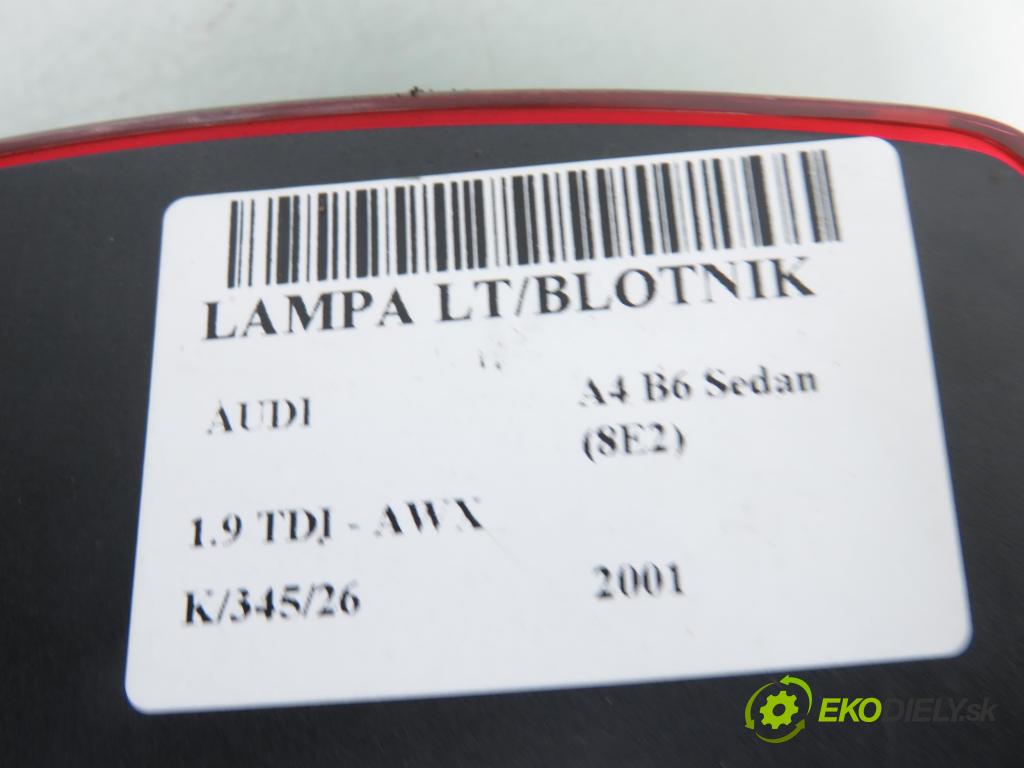 LAMPA LT/BLOTNIK
AUDI
A4 B6 Sedan
(8E2)
1.9 TDI - AWX
K/345/26
2001
EKODIELY.sk